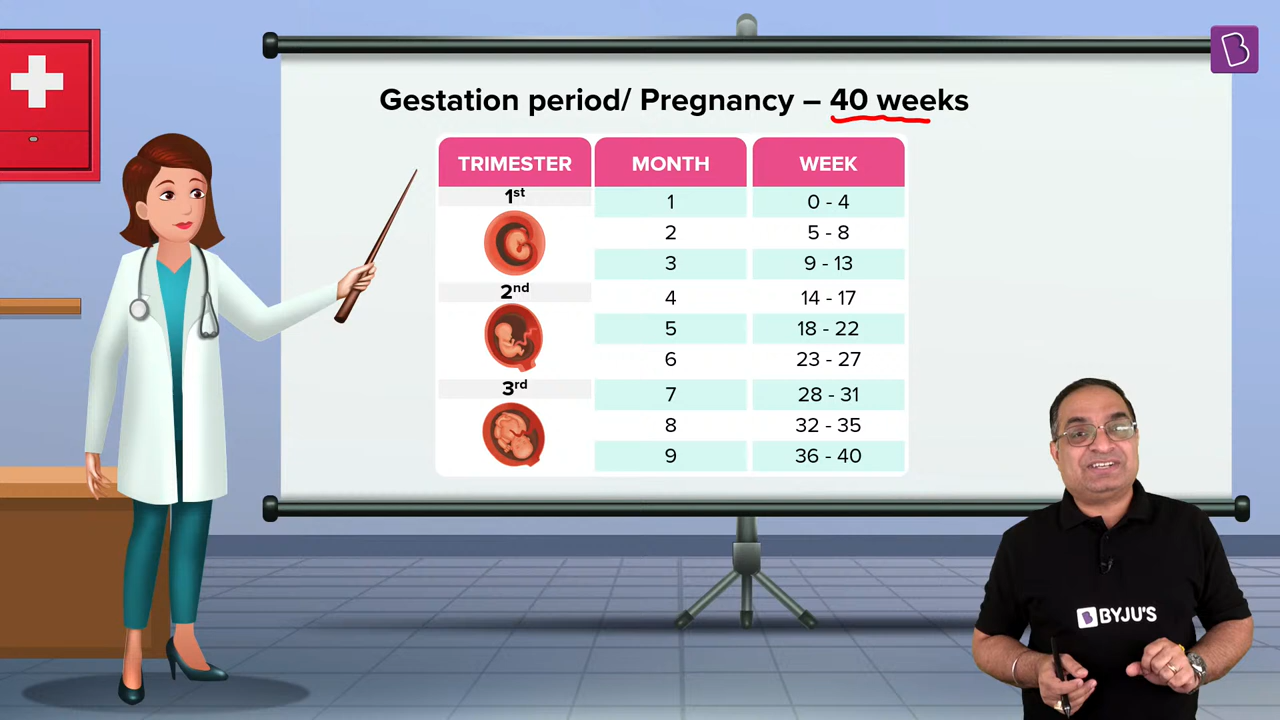 Gestation period/ Pregnancy – 40 weeks
TRIMESTER MONTH WEEK
1st
1 0 - 4
2 5 - 8
3 9 - 13
2nd
4 14 - 17
5 18 - 22
6 23 - 27
3rd
7 28 - 31
8 32 - 35
9 36 - 40
BYJU'S